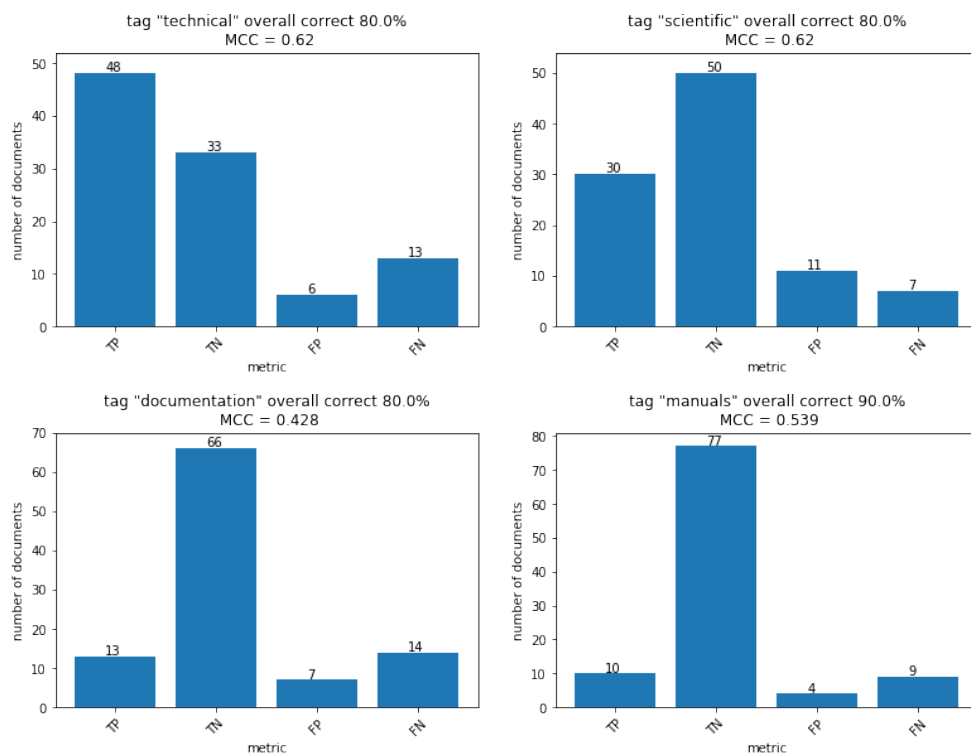 tag "technical" overall correct 80.0%
MCC = 0.62
number of documents
50
40
30
20
10
0
48
33
6
13
TP
TN
FP
FN
metric
tag "scientific" overall correct 80.0%
MCC = 0.62
number of documents
50
40
30
20
10
0
30
50
11
7
TP
TN
FP
FN
metric
tag "documentation" overall correct 80.0%
MCC = 0.428
number of documents
70
60
50
40
30
20
10
0
13
66
7
14
TP
TN
FP
FN
metric
tag "manuals" overall correct 90.0%
MCC = 0.539
number of documents
80
70
60
50
40
30
20
10
0
10
77
4
9
TP
TN
FP
FN
metric